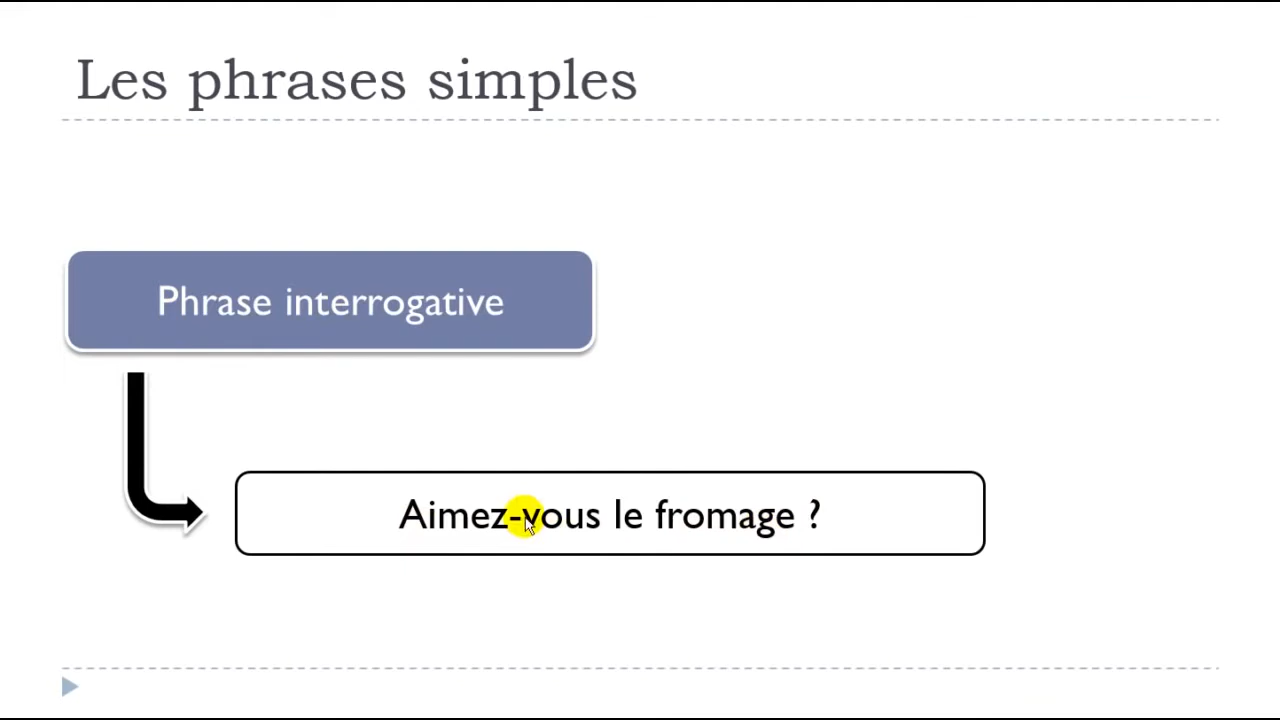 Les phrases simples
Phrase interrogative
Aimez-vous le fromage ?